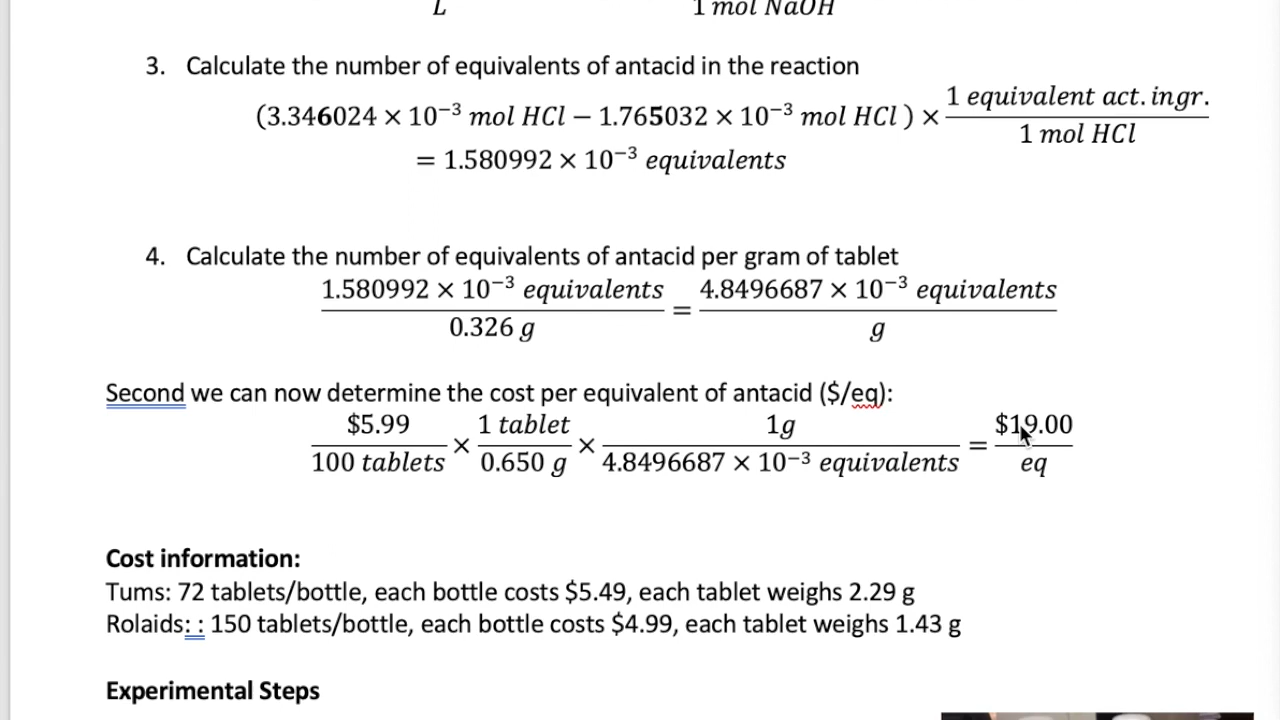 L 1 mol NaOH
3. Calculate the number of equivalents of antacid in the reaction
(3.346024 × 10⁻³ mol HCl − 1.765032 × 10⁻³ mol HCl ) × 1 equivalent act. ingr. / 1 mol HCl
= 1.580992 × 10⁻³ equivalents
4. Calculate the number of equivalents of antacid per gram of tablet
1.580992 × 10⁻³ equivalents / 0.326 g = 4.8496687 × 10⁻³ equivalents / g
Second we can now determine the cost per equivalent of antacid ($/eq):
$5.99 / 100 tablets × 1 tablet / 0.650 g × 1g / 4.8496687 × 10⁻³ equivalents = $19.00 / eq
Cost information:
Tums: 72 tablets/bottle, each bottle costs $5.49, each tablet weighs 2.29 g
Rolaids: : 150 tablets/bottle, each bottle costs $4.99, each tablet weighs 1.43 g
Experimental Steps